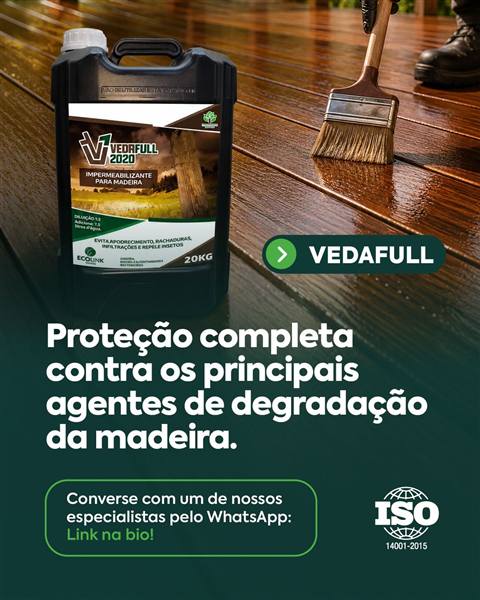 VEDAFULL
2020
IMPERMEABILIZANTE
PARA MADEIRA
EVITA APODRECIMENTO, RACHADURAS,
INFILTRAÇÕES E REPELE INSETOS
ECOLINK
20KG
VEDAFULL
Proteção completa
contra os principais
agentes de degradação
da madeira.
Converse com um de nossos
especialistas pelo WhatsApp:
Link na bio!
ISO
14001-2015